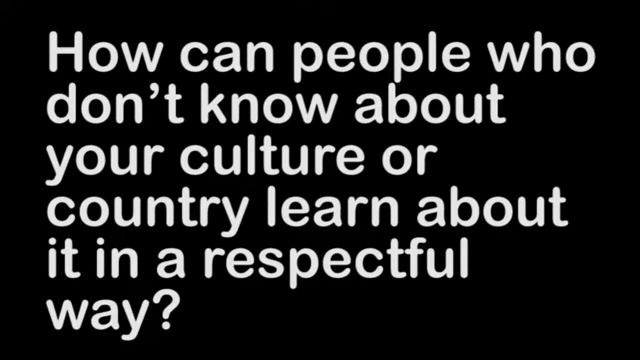 How can people who
don’t know about
your culture or
country learn about
it in a respectful
way?